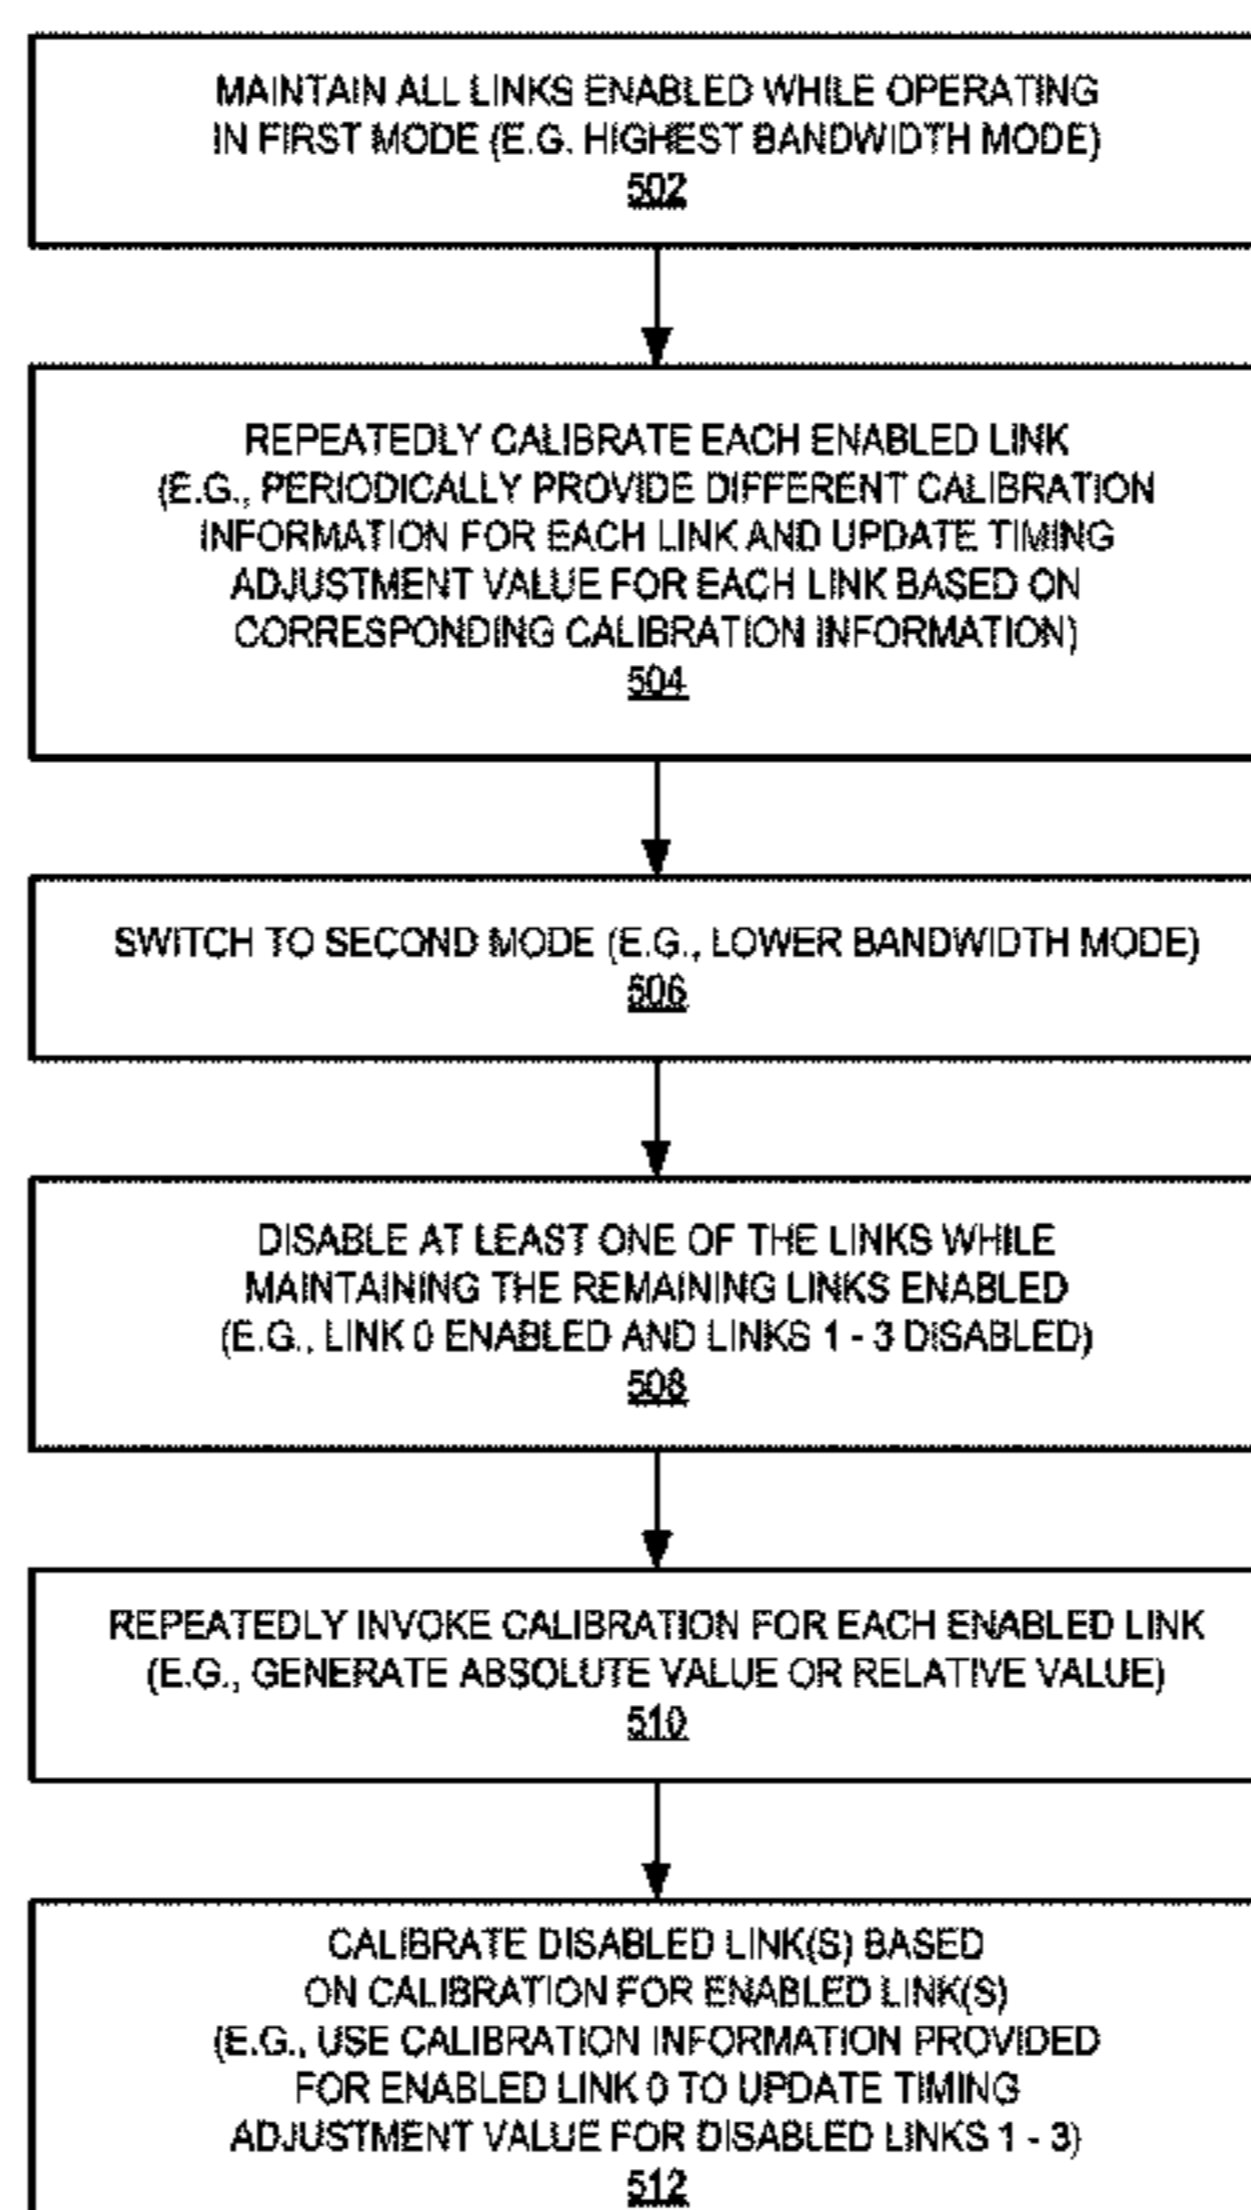 MAINTAIN ALL LINKS ENABLED WHILE OPERATING
IN FIRST MODE (E.G. HIGHEST BANDWIDTH MODE)
502
REPEATEDLY CALIBRATE EACH ENABLED LINK
(E.G., PERIODICALLY PROVIDE DIFFERENT CALIBRATION
INFORMATION FOR EACH LINK AND UPDATE TIMING
ADJUSTMENT VALUE FOR EACH LINK BASED ON
CORRESPONDING CALIBRATION INFORMATION)
504
SWITCH TO SECOND MODE (E.G., LOWER BANDWIDTH MODE)
506
DISABLE AT LEAST ONE OF THE LINKS WHILE
MAINTAINING THE REMAINING LINKS ENABLED
(E.G., LINK 0 ENABLED AND LINKS 1 - 3 DISABLED)
508
REPEATEDLY INVOKE CALIBRATION FOR EACH ENABLED LINK
(E.G., GENERATE ABSOLUTE VALUE OR RELATIVE VALUE)
510
CALIBRATE DISABLED LINK(S) BASED
ON CALIBRATION FOR ENABLED LINK(S)
(E.G., USE CALIBRATION INFORMATION PROVIDED
FOR ENABLED LINK 0 TO UPDATE TIMING
ADJUSTMENT VALUE FOR DISABLED LINKS 1 - 3)
512